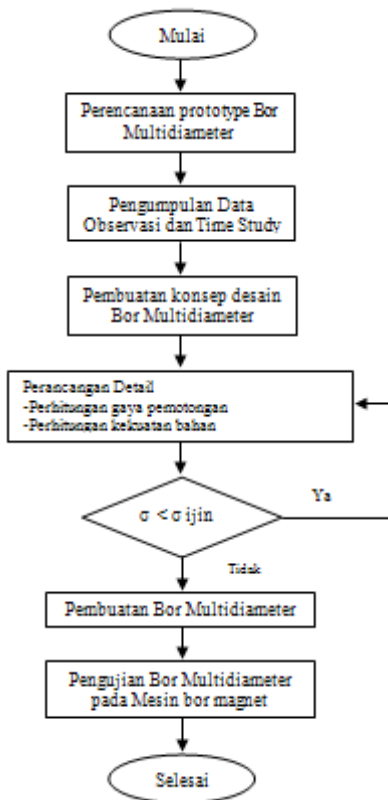 Mulai
Perencanaan prototype Bor
Multidiameter
Pengumpulan Data
Observasi dan Time Study
Pembuatan konsep desain
Bor Multidiameter
Perancangan Detail
-Perhitungan gaya pemotongan
-Perhitungan kekuatan bahan
σ < σ ijin
Ya
Tidak
Pembuatan Bor Multidiameter
Pengujian Bor Multidiameter
pada Mesin bor magnet
Selesai